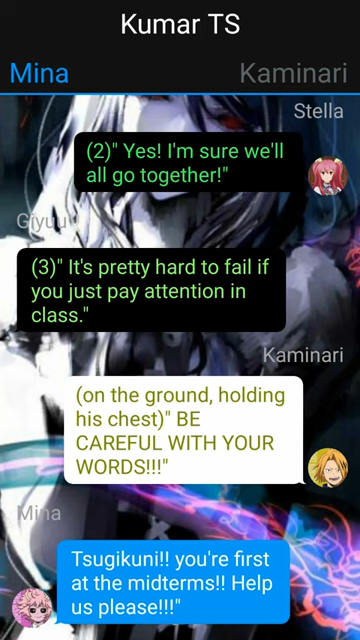 Kumar TS
Mina Kaminari
Stella
(2)" Yes! I'm sure we'll
all go together!"
Giyuu
(3)" It's pretty hard to fail if
you just pay attention in
class."
Kaminari
(on the ground, holding
his chest)" BE
CAREFUL WITH YOUR
WORDS!!!"
Mina
Tsugikuni!! you're first
at the midterms!! Help
us please!!!"